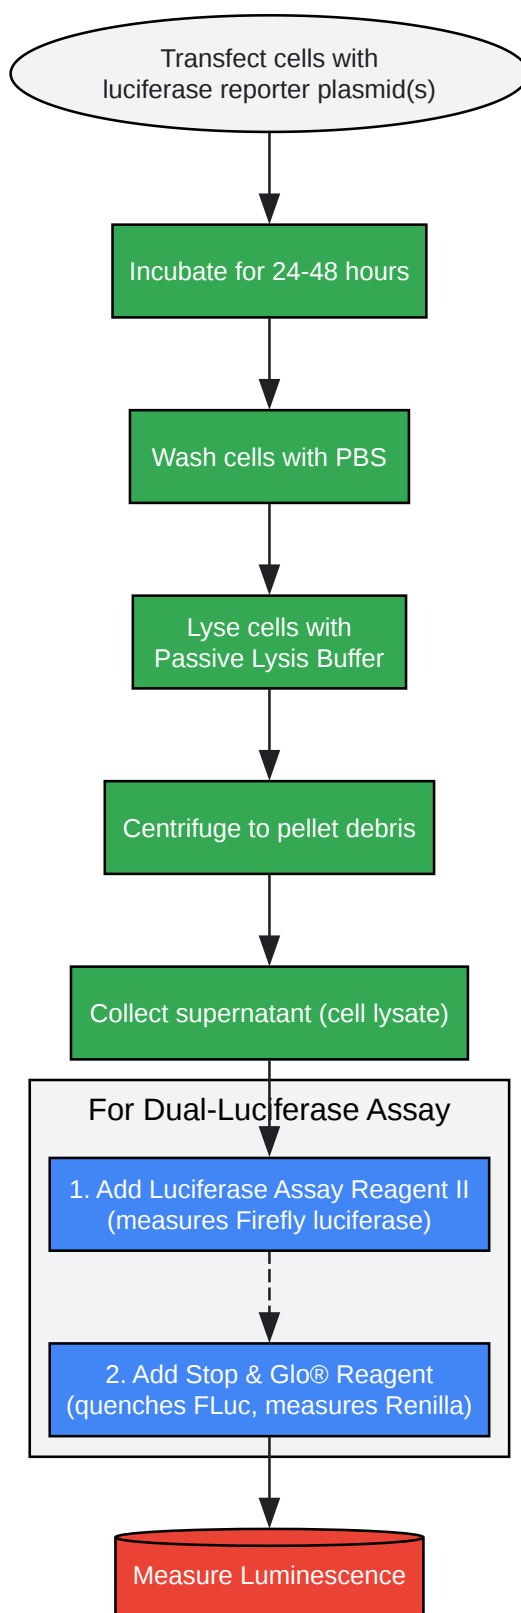 Transfect cells with
luciferase reporter plasmid(s)
Incubate for 24-48 hours
Wash cells with PBS
Lyse cells with
Passive Lysis Buffer
Centrifuge to pellet debris
Collect supernatant (cell lysate)
For Dual-Luciferase Assay
1. Add Luciferase Assay Reagent II
(measures Firefly luciferase)
2. Add Stop & Glo® Reagent
(quenches FLuc, measures Renilla)
Measure Luminescence